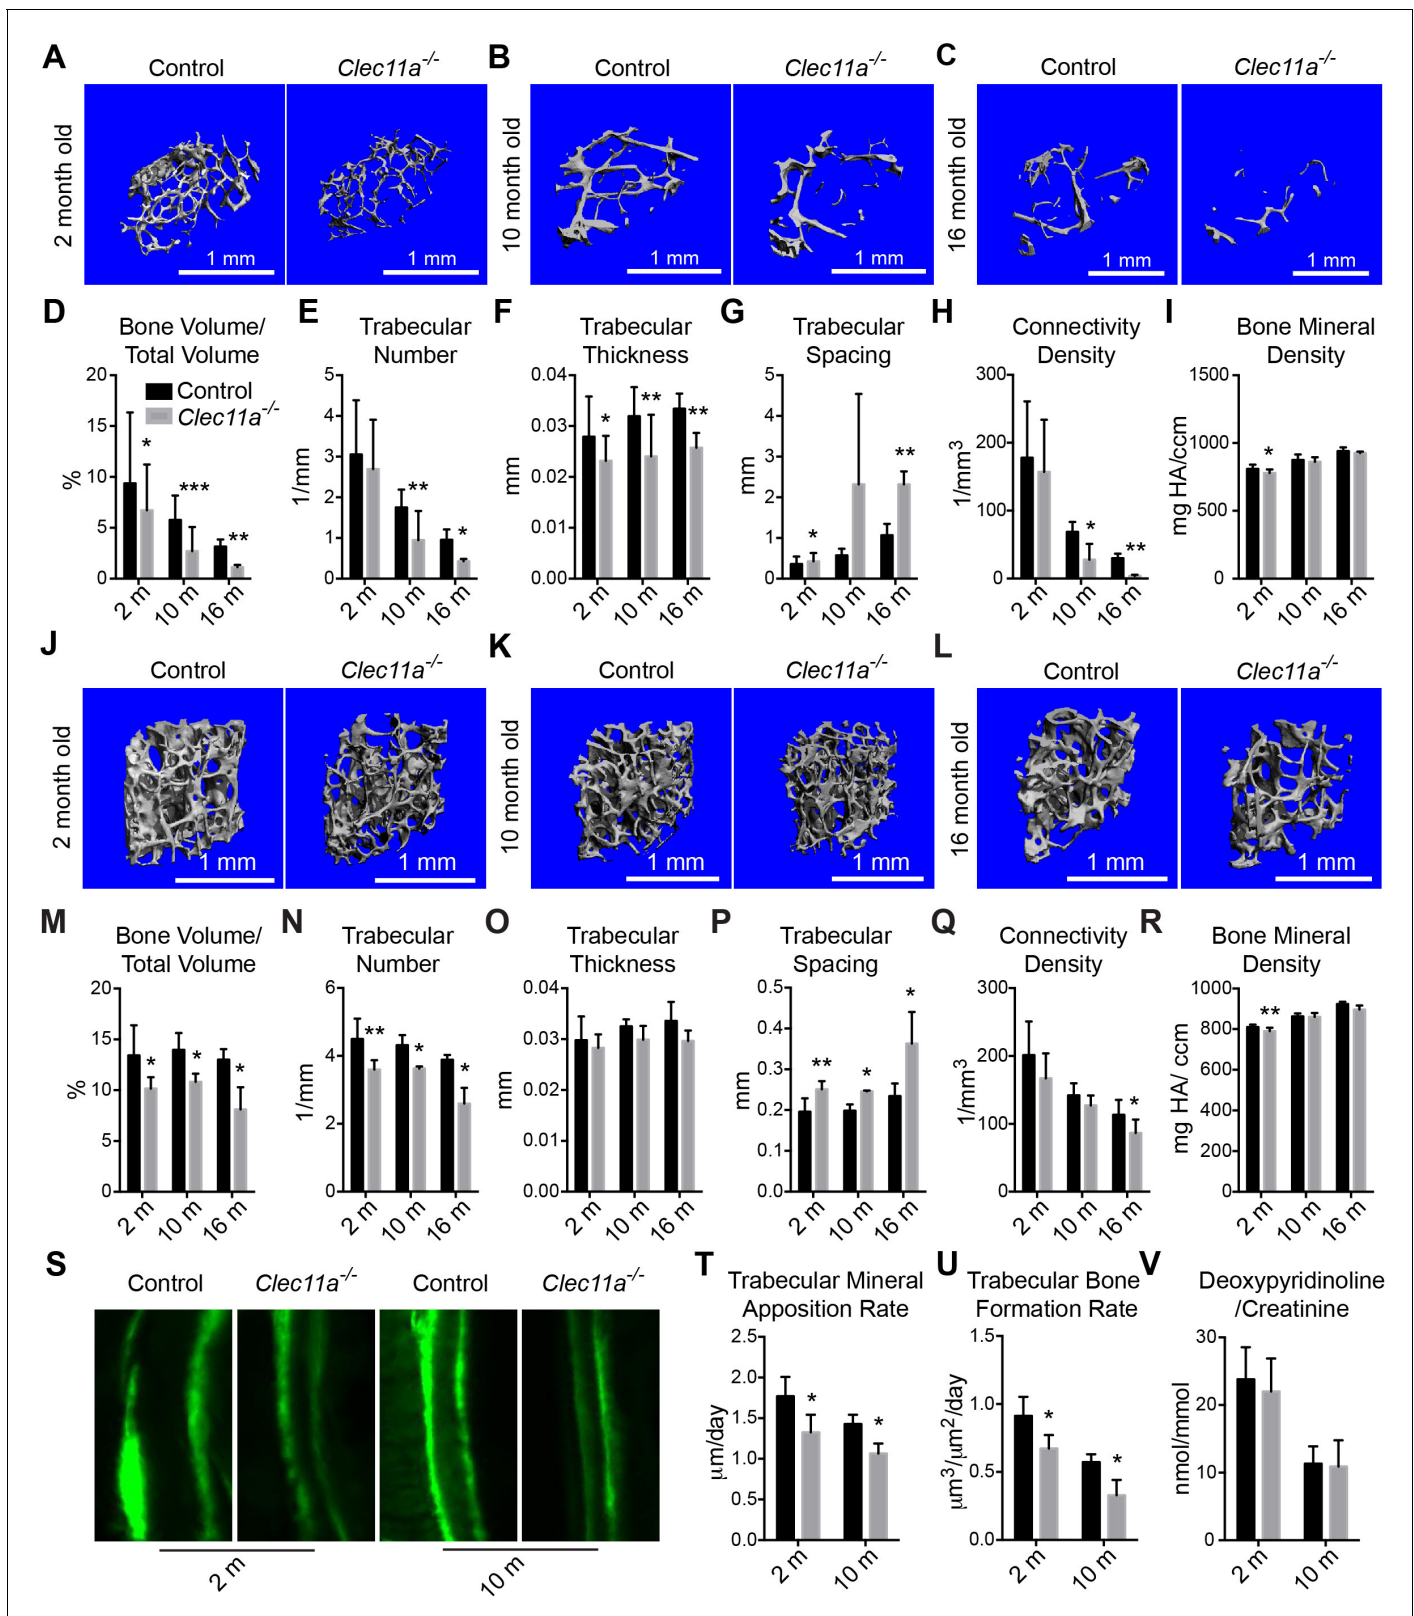 A
Control
Clec11a-/-
2 month old
1 mm
1 mm
B
Control
Clec11a-/-
10 month old
1 mm
1 mm
C
Control
Clec11a-/-
16 month old
1 mm
1 mm
D
Bone Volume/
Total Volume
20
15
10
5
0
%
Control
Clec11a-/-
*
***
**
2 m
10 m
16 m
E
Trabecular
Number
5
4
3
2
1
0
1/mm
**
*
2 m
10 m
16 m
F
Trabecular
Thickness
0.04
0.03
0.02
0.01
0.00
mm
*
**
**
2 m
10 m
16 m
G
Trabecular
Spacing
5
4
3
2
1
0
mm
*
**
2 m
10 m
16 m
H
Connectivity
Density
300
200
100
0
1/mm3
*
**
2 m
10 m
16 m
I
Bone Mineral
Density
1500
1000
500
0
mg HA/ccm
*
2 m
10 m
16 m
J
Control
Clec11a-/-
2 month old
1 mm
1 mm
K
Control
Clec11a-/-
10 month old
1 mm
1 mm
L
Control
Clec11a-/-
16 month old
1 mm
1 mm
M
Bone Volume/
Total Volume
20
15
10
5
0
%
*
*
*
2 m
10 m
16 m
N
Trabecular
Number
6
4
2
0
1/mm
**
*
*
2 m
10 m
16 m
O
Trabecular
Thickness
0.04
0.03
0.02
0.01
0.00
mm
2 m
10 m
16 m
P
Trabecular
Spacing
0.5
0.4
0.3
0.2
0.1
0.0
mm
**
*
*
2 m
10 m
16 m
Q
Connectivity
Density
300
200
100
0
1/mm3
*
2 m
10 m
16 m
R
Bone Mineral
Density
1000
800
600
400
200
0
mg HA/ ccm
**
2 m
10 m
16 m
S
Control
Clec11a-/-
Control
Clec11a-/-
2 m
10 m
T
Trabecular Mineral
Apposition Rate
2.5
2.0
1.5
1.0
0.5
0.0
µm/day
*
*
2 m
10 m
U
Trabecular Bone
Formation Rate
1.5
1.0
0.5
0.0
µm3/µm2/day
*
*
2 m
10 m
V
Deoxypyridinoline
/Creatinine
30
20
10
0
nmol/mmol
2 m
10 m